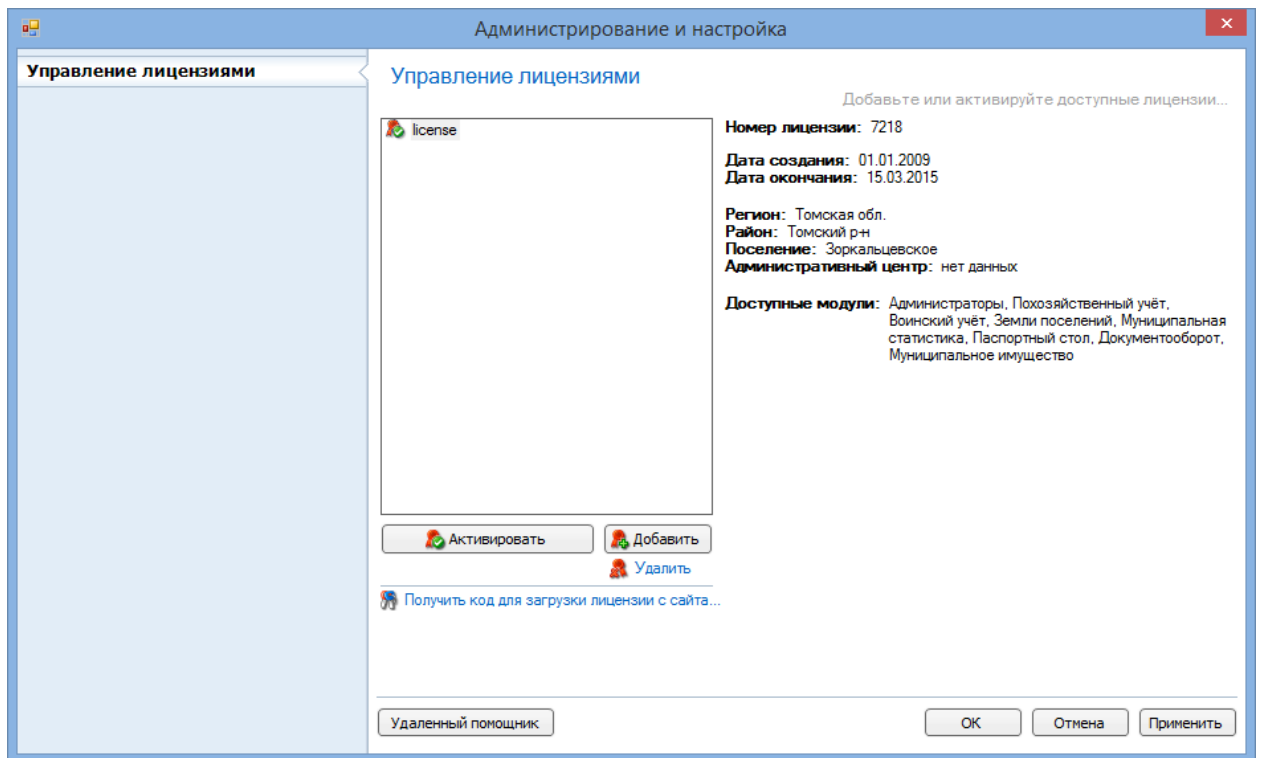 Администрирование и настройка
Управление лицензиями
Управление лицензиями
Добавьте или активируйте доступные лицензии...
license
Номер лицензии: 7218
Дата создания: 01.01.2009
Дата окончания: 15.03.2015
Регион: Томская обл.
Район: Томский р-н
Поселение: Зоркальцевское
Административный центр: нет данных
Доступные модули: Администраторы, Похозяйственный учёт,
Воинский учёт, Земли поселений, Муниципальная
статистика, Паспортный стол, Документооборот,
Муниципальное имущество
Активировать
Добавить
Удалить
Получить код для загрузки лицензии с сайта...
Удаленный помощник
ОК
Отмена
Применить